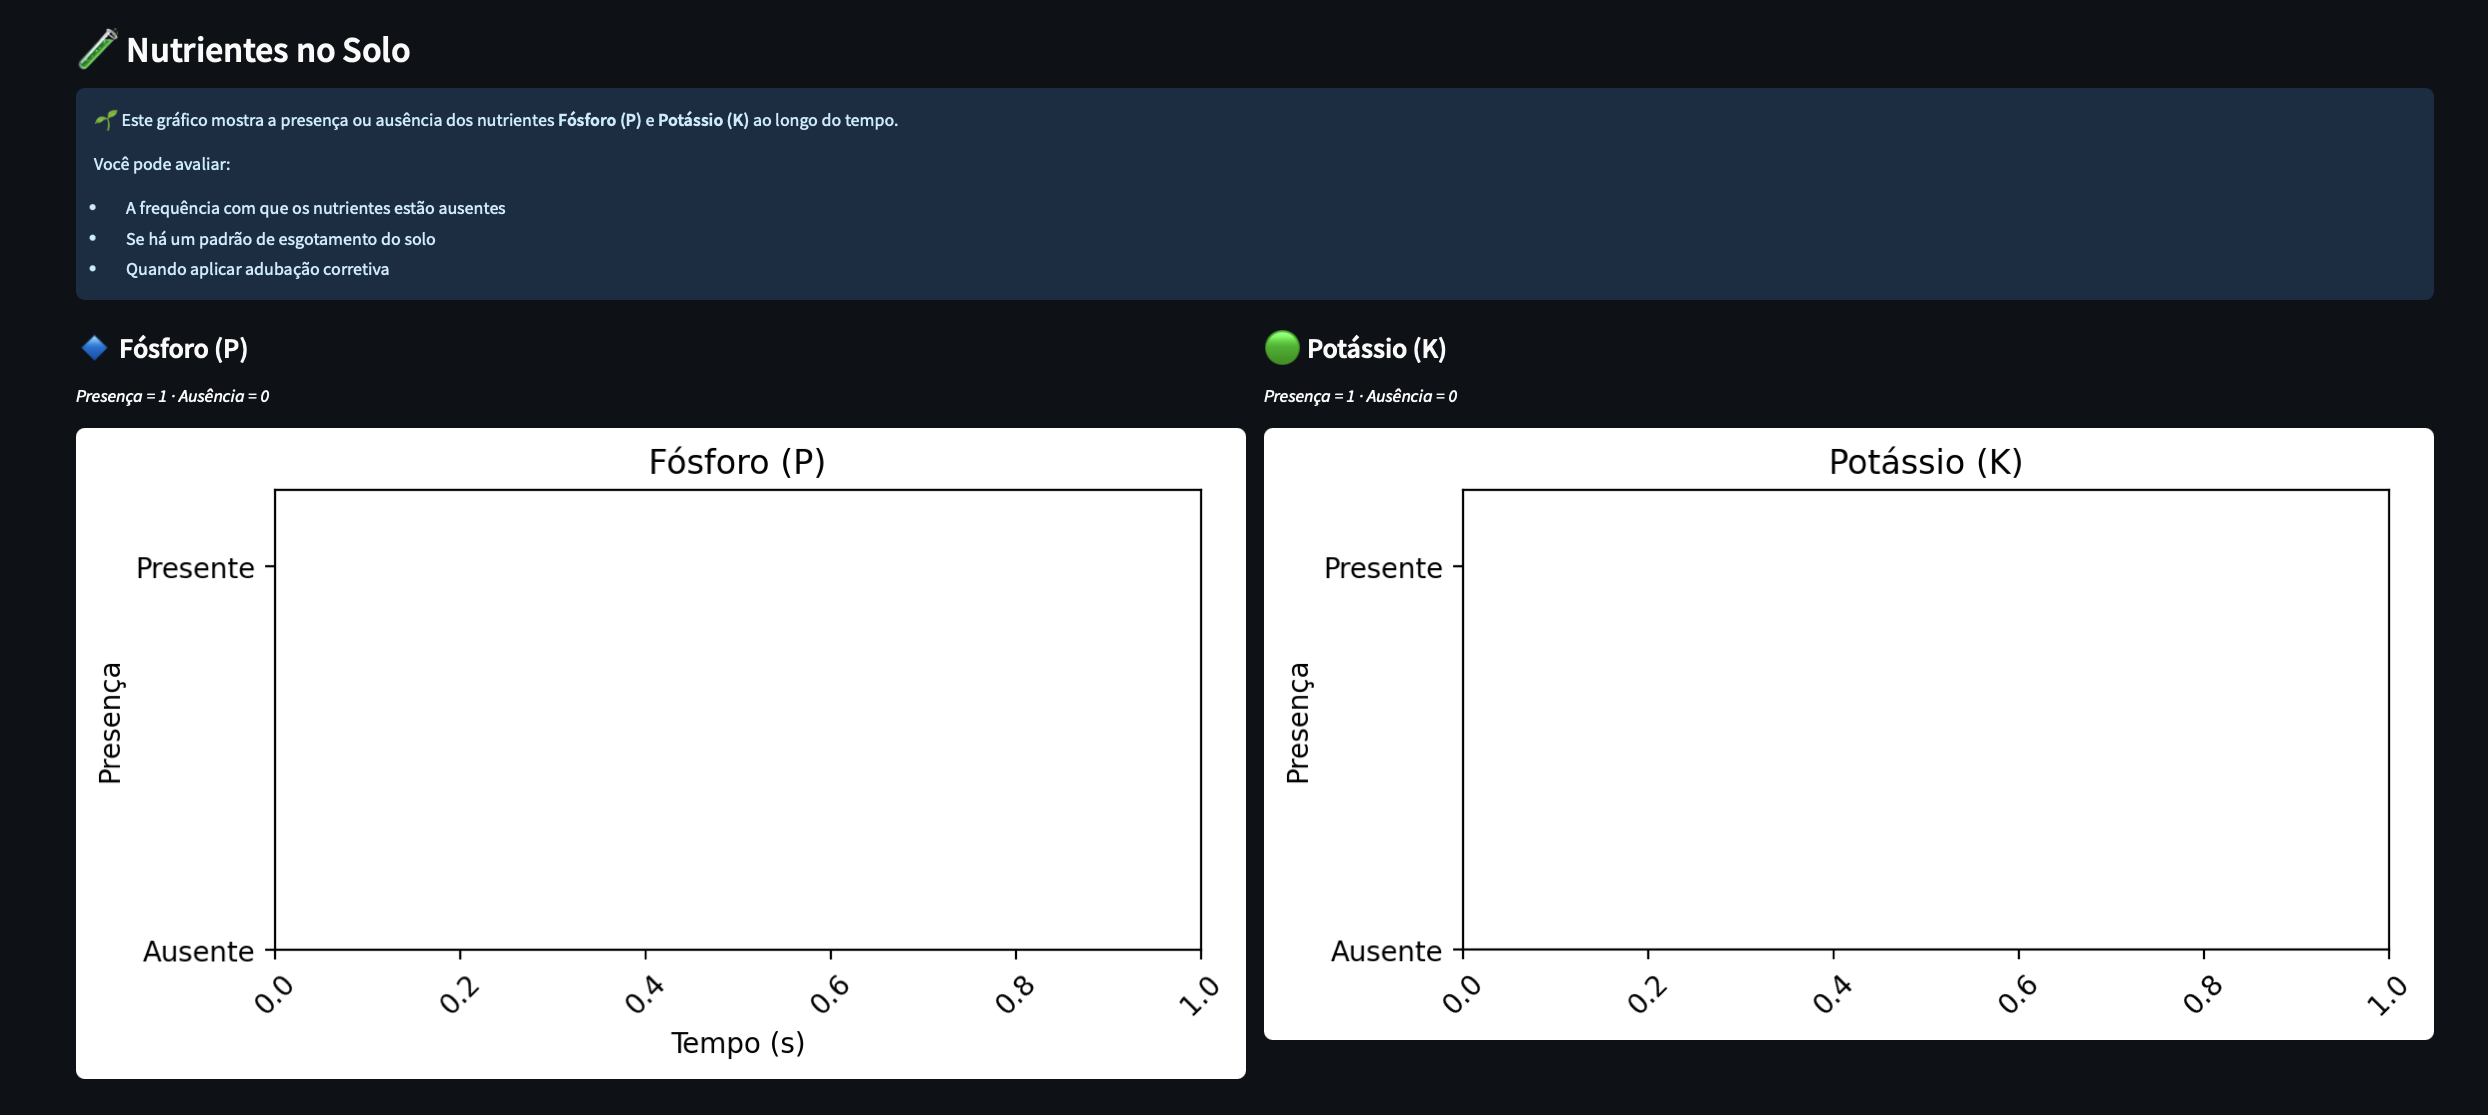 Nutrientes no Solo
Este gráfico mostra a presença ou ausência dos nutrientes Fósforo (P) e Potássio (K) ao longo do tempo.
Você pode avaliar:
• A frequência com que os nutrientes estão ausentes
• Se há um padrão de esgotamento do solo
• Quando aplicar adubação corretiva
Fósforo (P)
Presença = 1 · Ausência = 0
Fósforo (P)
Presente
Presença
Ausente
0.0 0.2 0.4 0.6 0.8 1.0
Tempo (s)
Potássio (K)
Presença = 1 · Ausência = 0
Potássio (K)
Presente
Presença
Ausente
0.0 0.2 0.4 0.6 0.8 1.0